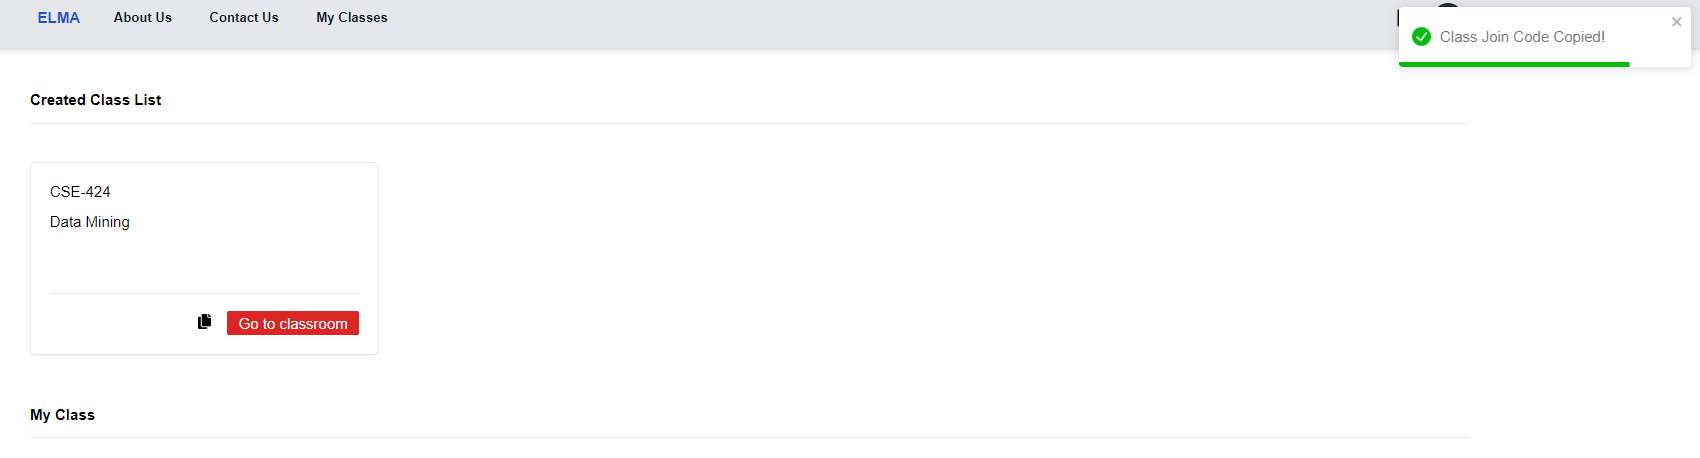 ELMA About Us Contact Us My Classes
Class Join Code Copied!
Created Class List
CSE-424
Data Mining
Go to classroom
My Class